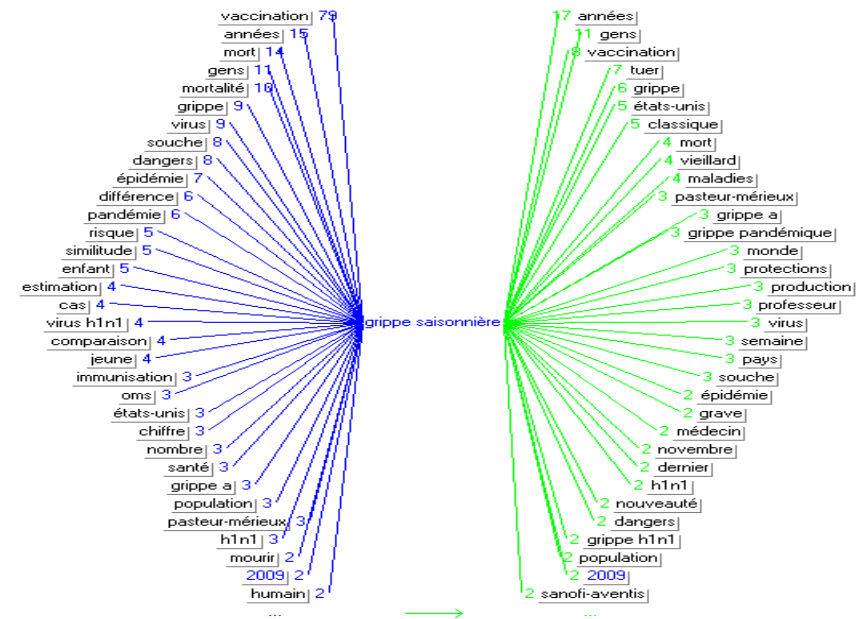 vaccination 79
années 15
mort 14
gens 11
mortalité 10
grippe 9
virus 9
souche 8
dangers 8
épidémie 7
différence 6
pandémie 6
risque 5
similitude 5
enfant 5
estimation 4
cas 4
virus h1n1 4
comparaison 4
jeune 4
immunisation 3
oms 3
états-unis 3
chiffre 3
nombre 3
santé 3
grippe a 3
population 3
pasteur-mérieux 3
h1n1 3
mourir 2
2009 2
humain 2
...
grippe saisonnière
17 années
11 gens
8 vaccination
7 tuer
6 grippe
5 états-unis
5 classique
4 mort
4 vieillard
4 maladies
3 pasteur-mérieux
3 grippe a
3 grippe pandémique
3 monde
3 protections
3 production
3 professeur
3 virus
3 semaine
3 pays
3 souche
2 épidémie
2 grave
2 médecin
2 novembre
2 dernier
2 h1n1
2 nouveauté
2 dangers
2 grippe h1n1
2 population
2 2009
2 sanofi-aventis
...